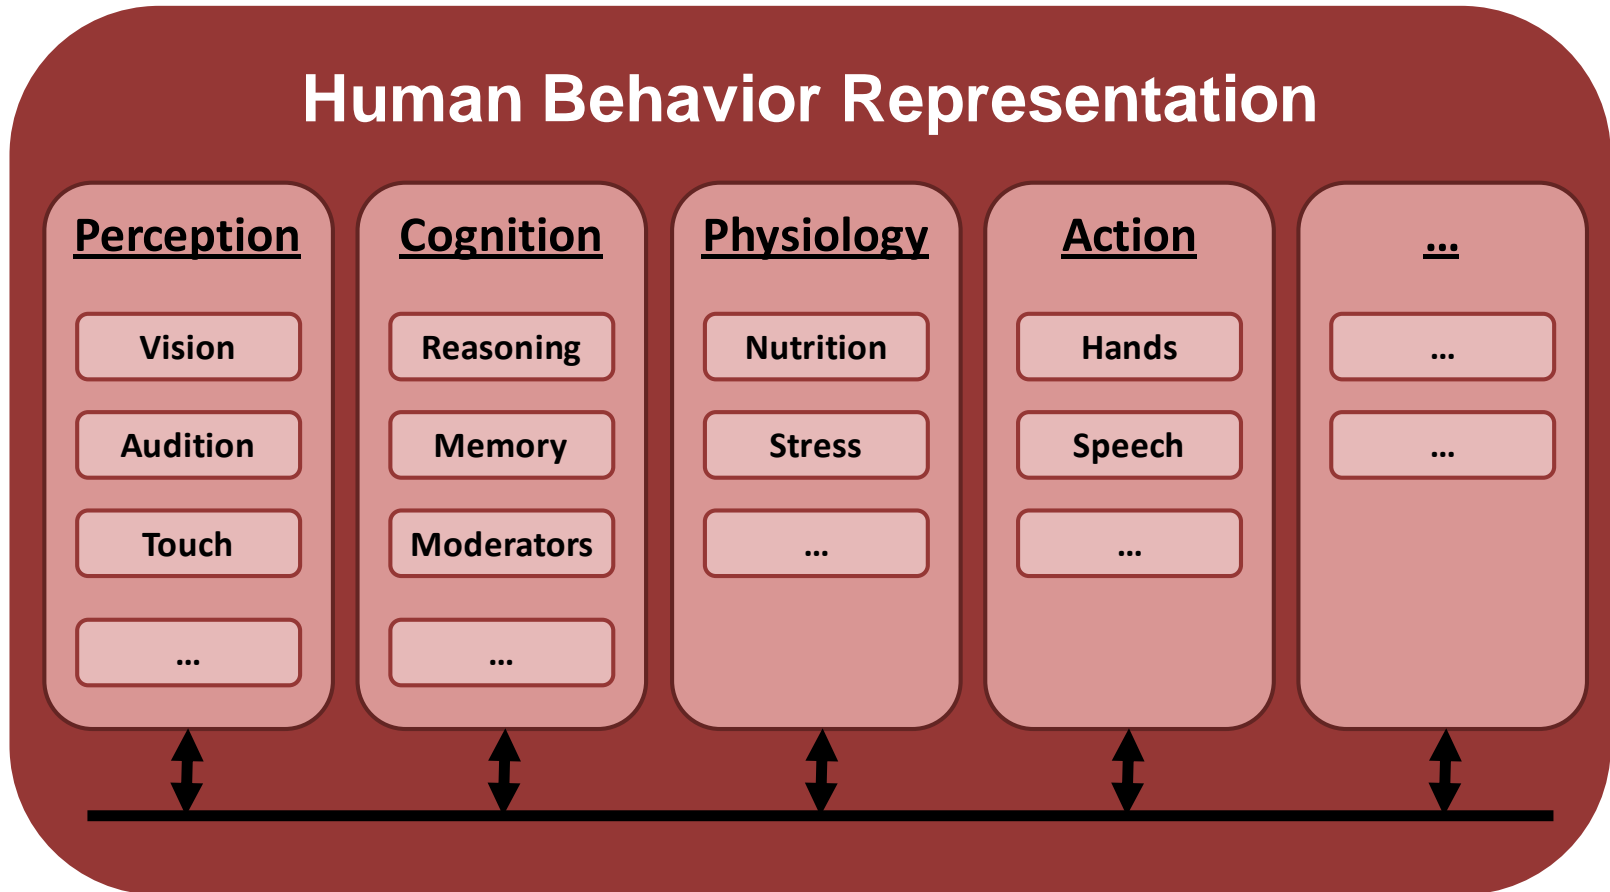 Human Behavior Representation
Perception
Vision
Audition
Touch
...
Cognition
Reasoning
Memory
Moderators
...
Physiology
Nutrition
Stress
...
Action
Hands
Speech
...
...
...
...